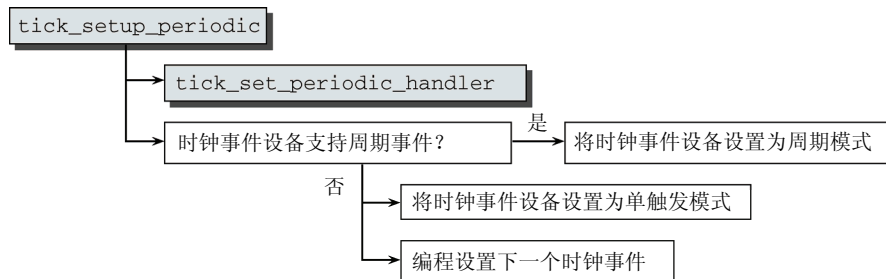 tick_setup_periodic
tick_set_periodic_handler
时钟事件设备支持周期事件？
是
将时钟事件设备设置为周期模式
否
将时钟事件设备设置为单触发模式
编程设置下一个时钟事件